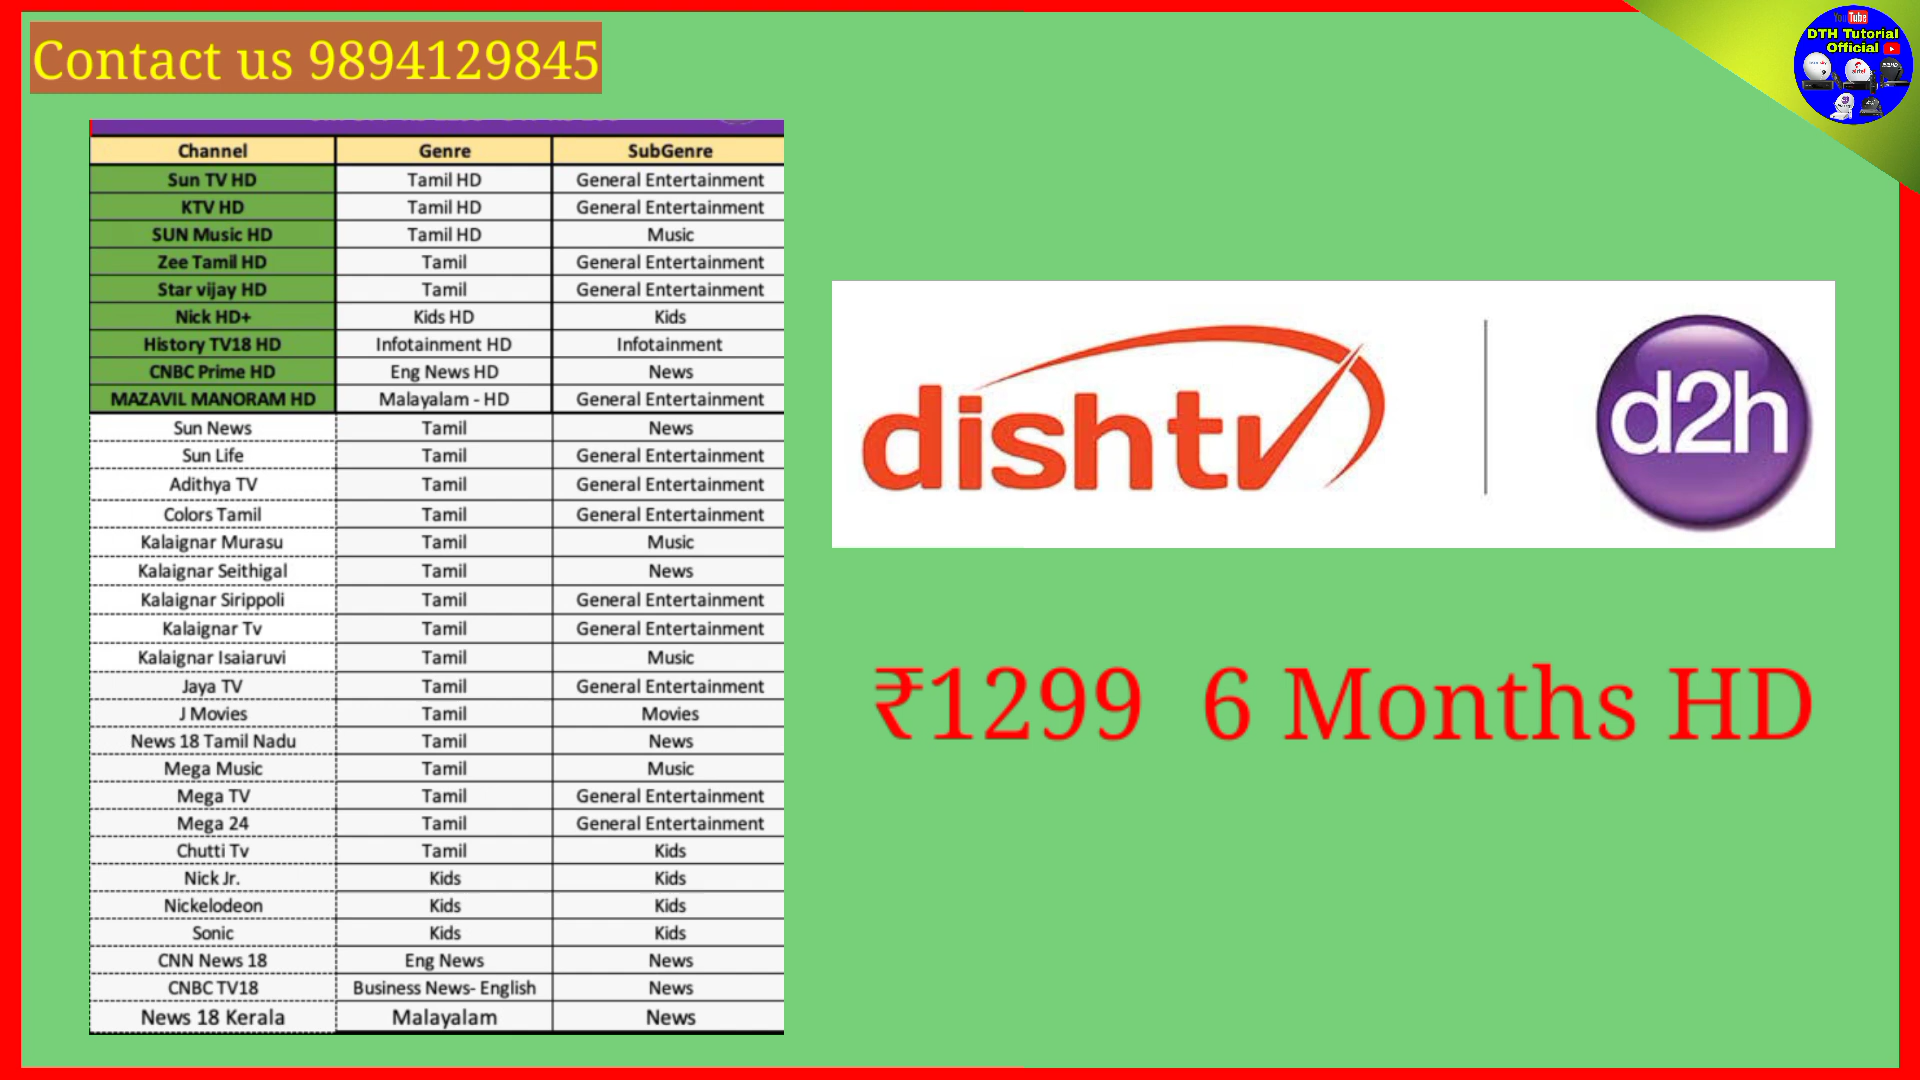 Contact us 9894129845
You Tube
DTH Tutorial
Official
Channel Genre SubGenre
Sun TV HD Tamil HD General Entertainment
KTV HD Tamil HD General Entertainment
SUN Music HD Tamil HD Music
Zee Tamil HD Tamil General Entertainment
Star vijay HD Tamil General Entertainment
Nick HD+ Kids HD Kids
History TV18 HD Infotainment HD Infotainment
CNBC Prime HD Eng News HD News
MAZAVIL MANORAM HD Malayalam - HD General Entertainment
Sun News Tamil News
Sun Life Tamil General Entertainment
Adithya TV Tamil General Entertainment
Colors Tamil Tamil General Entertainment
Kalaignar Murasu Tamil Music
Kalaignar Seithigal Tamil News
Kalaignar Sirippoli Tamil General Entertainment
Kalaignar Tv Tamil General Entertainment
Kalaignar Isaiaruvi Tamil Music
Jaya TV Tamil General Entertainment
J Movies Tamil Movies
News 18 Tamil Nadu Tamil News
Mega Music Tamil Music
Mega TV Tamil General Entertainment
Mega 24 Tamil General Entertainment
Chutti Tv Tamil Kids
Nick Jr. Kids Kids
Nickelodeon Kids Kids
Sonic Kids Kids
CNN News 18 Eng News News
CNBC TV18 Business News- English News
News 18 Kerala Malayalam News
dishtv d2h
₹1299 6 Months HD